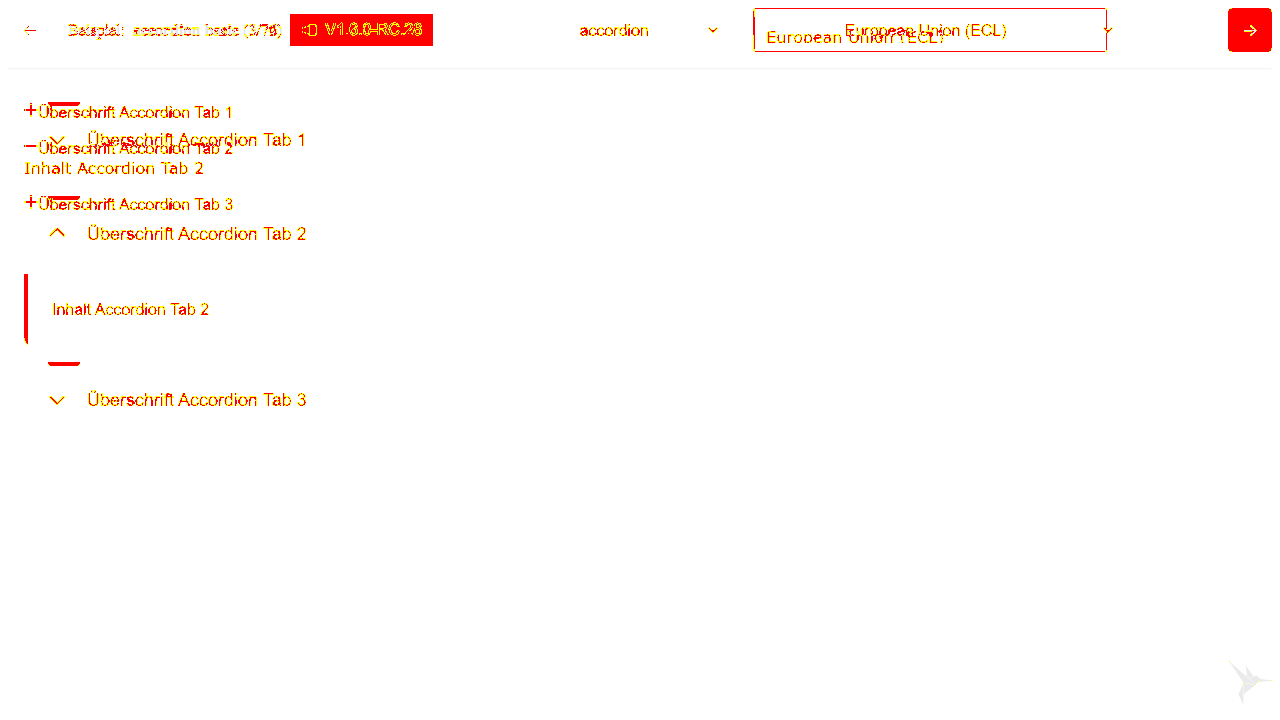 Beispiel: accordion basic (3/76) V1.6.0-RC.28 accordion European Union (ECL)
European Union (ECL)
Überschrift Accordion Tab 1
Überschrift Accordion Tab 1
Überschrift Accordion Tab 2
Inhalt Accordion Tab 2
Überschrift Accordion Tab 3
Überschrift Accordion Tab 2
Inhalt Accordion Tab 2
Überschrift Accordion Tab 3